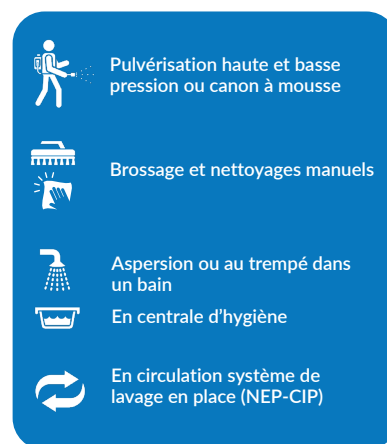 Pulvérisation haute et basse
pression ou canon à mousse
Brossage et nettoyages manuels
Aspersion ou au trempé dans
un bain
En centrale d'hygiène
En circulation système de
lavage en place (NEP-CIP)